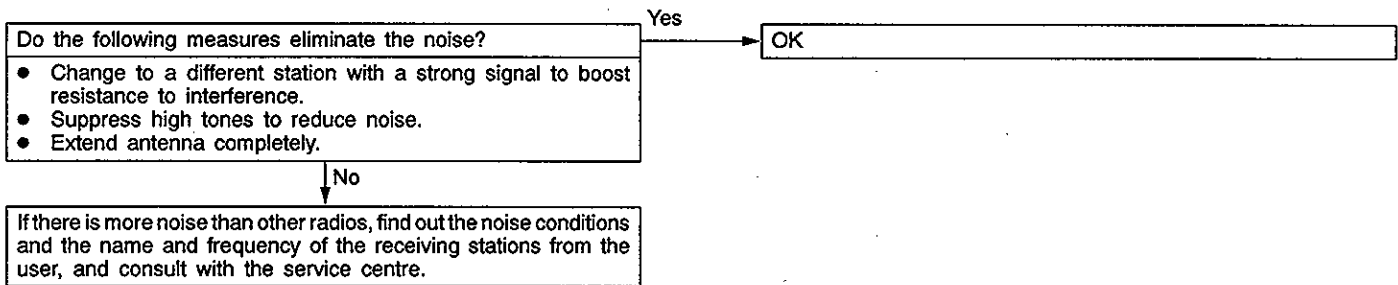 Yes
Do the following measures eliminate the noise?
OK
● Change to a different station with a strong signal to boost
resistance to interference.
● Suppress high tones to reduce noise.
● Extend antenna completely.
No
If there is more noise than other radios, find out the noise conditions
and the name and frequency of the receiving stations from the
user, and consult with the service centre.